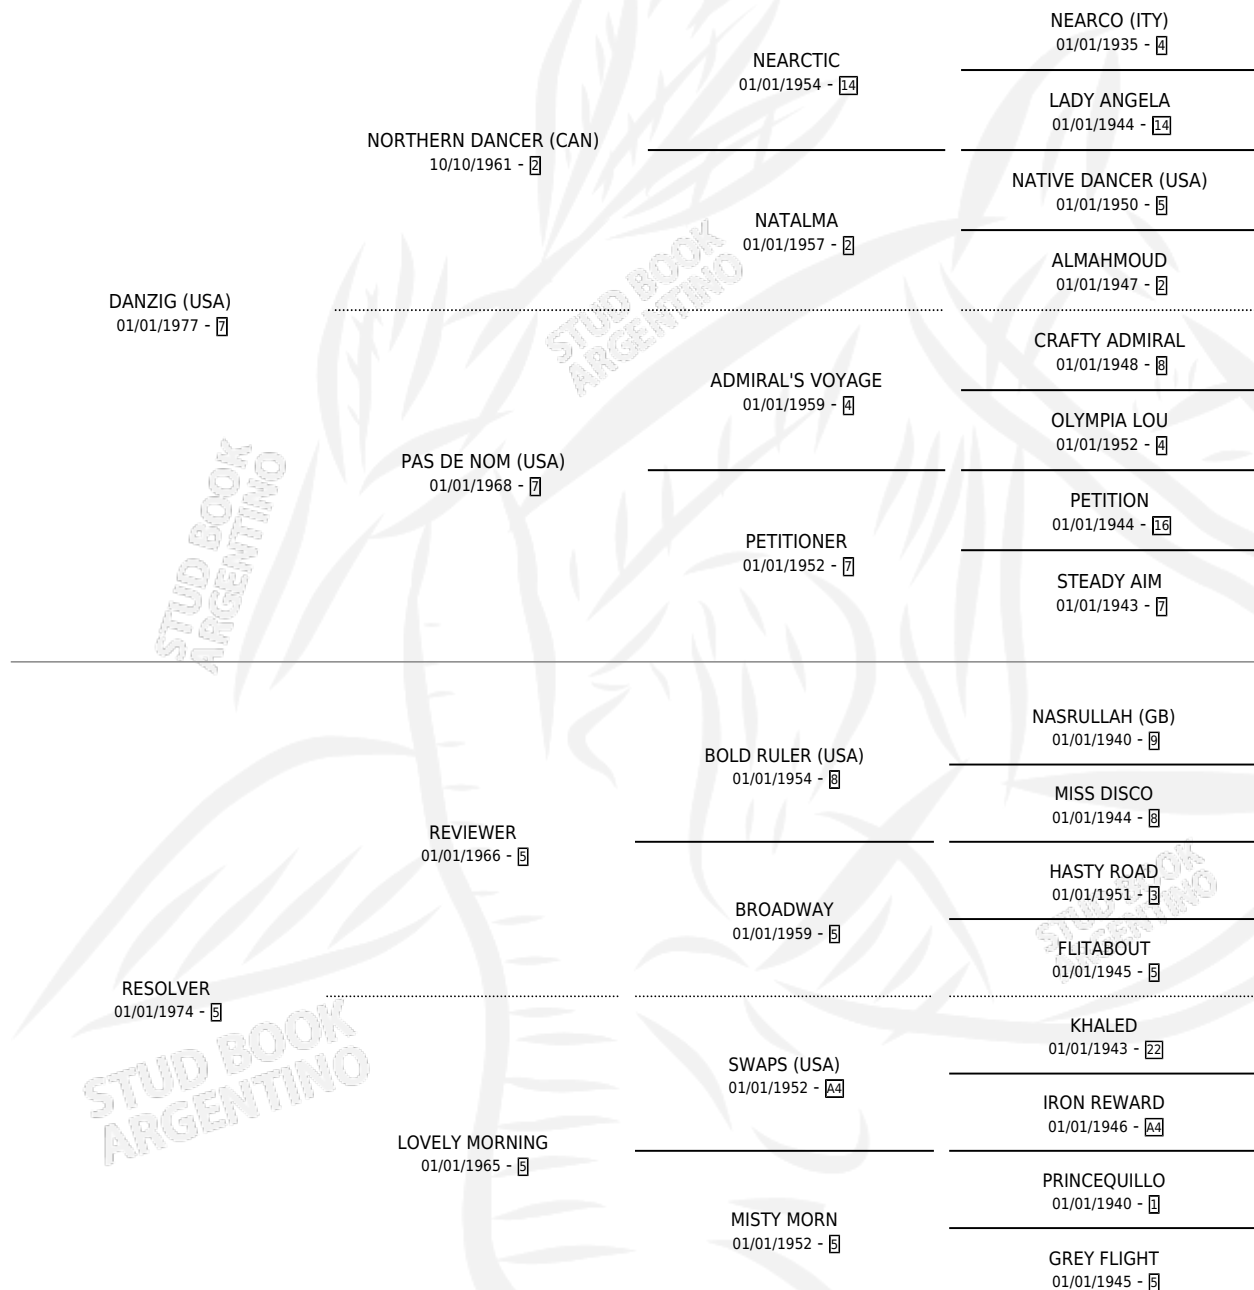 NEARCO (ITY)
01/01/1935 - 4
NEARCTIC
01/01/1954 - 14
LADY ANGELA
01/01/1944 - 14
NORTHERN DANCER (CAN)
10/10/1961 - 2
NATIVE DANCER (USA)
01/01/1950 - 5
NATALMA
01/01/1957 - 2
ALMAHMOUD
01/01/1947 - 2
DANZIG (USA)
01/01/1977 - 7
STUD BOOK
ARGENTINO
CRAFTY ADMIRAL
01/01/1948 - 8
ADMIRAL'S VOYAGE
01/01/1959 - 4
OLYMPIA LOU
01/01/1952 - 4
PAS DE NOM (USA)
01/01/1968 - 7
PETITION
01/01/1944 - 16
PETITIONER
01/01/1952 - 7
STEADY AIM
01/01/1943 - 7
STUD BOOK
ARGENTINO
NASRULLAH (GB)
01/01/1940 - 9
BOLD RULER (USA)
01/01/1954 - 8
MISS DISCO
01/01/1944 - 8
REVIEWER
01/01/1966 - 5
HASTY ROAD
01/01/1951 - 3
BROADWAY
01/01/1959 - 5
STUD BOOK
ARGENTINO
FLITABOUT
01/01/1945 - 5
RESOLVER
01/01/1974 - 5
STUD BOOK
ARGENTINO
KHALED
01/01/1943 - 22
SWAPS (USA)
01/01/1952 - A4
IRON REWARD
01/01/1946 - A4
LOVELY MORNING
01/01/1965 - 5
PRINCEQUILLO
01/01/1940 - 1
MISTY MORN
01/01/1952 - 5
GREY FLIGHT
01/01/1945 - 5